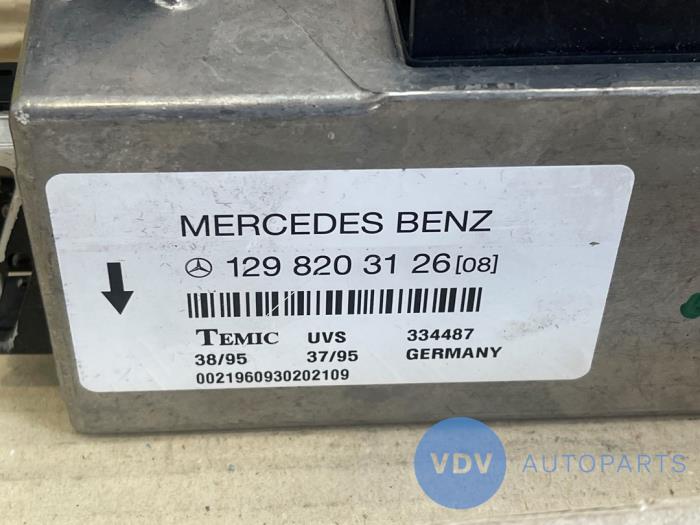 MERCEDES BENZ
129 820 31 26 [08]
TEMIC UVS 334487
38/95 37/95 GERMANY
0021960930202109
VDV AUTOPARTS